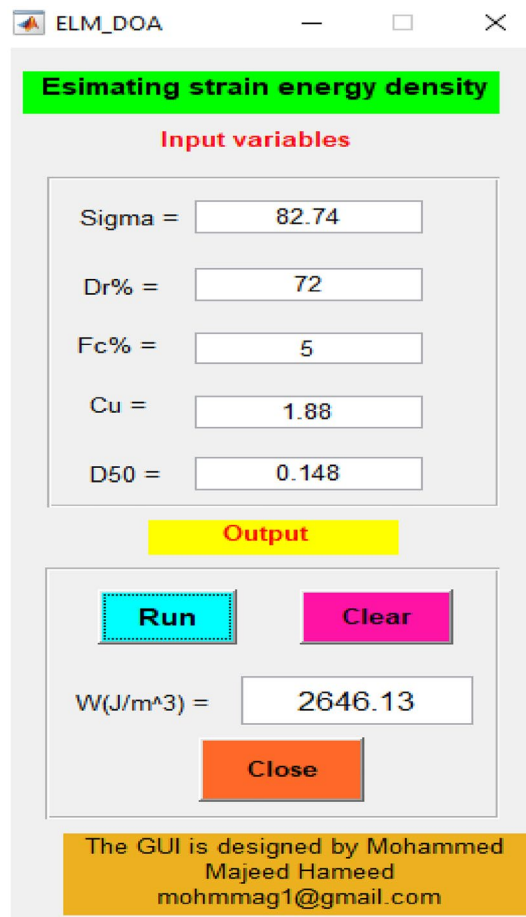 ELM_DOA
Esimating strain energy density
Input variables
Sigma = 82.74
Dr% = 72
Fc% = 5
Cu = 1.88
D50 = 0.148
Output
Run Clear
W(J/m^3) = 2646.13
Close
The GUI is designed by Mohammed
Majeed Hameed
mohmmag1@gmail.com